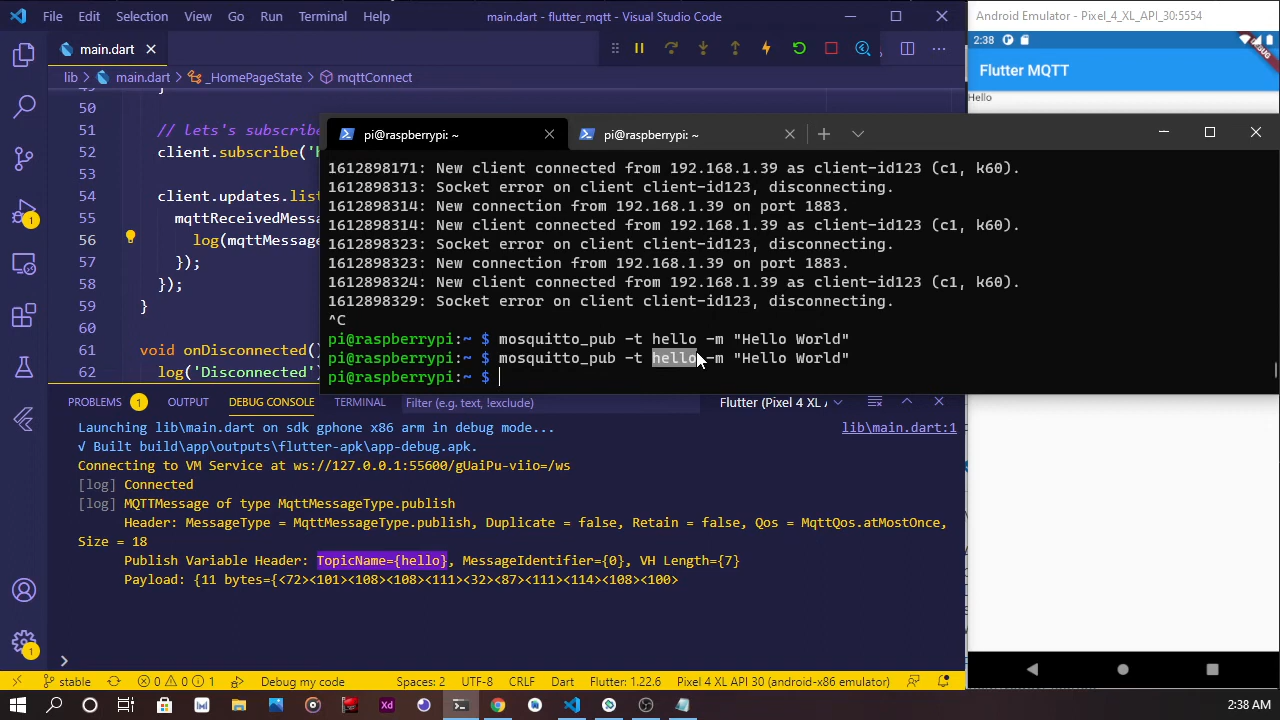 File Edit Selection View Go Run Terminal Help main.dart - flutter_mqtt - Visual Studio Code
main.dart
lib main.dart _HomePageState mqttConnect
50
51 // lets's subscribe
52 client.subscribe('h
53
54 client.updates.list
55 mqttReceivedMessa
56 log(mqttMessage
57 });
58 });
59 }
60
61 void onDisconnected()
62 log('Disconnected')
pi@raspberrypi: ~ pi@raspberrypi: ~
1612898171: New client connected from 192.168.1.39 as client-id123 (c1, k60).
1612898313: Socket error on client client-id123, disconnecting.
1612898314: New connection from 192.168.1.39 on port 1883.
1612898314: New client connected from 192.168.1.39 as client-id123 (c1, k60).
1612898323: Socket error on client client-id123, disconnecting.
1612898323: New connection from 192.168.1.39 on port 1883.
1612898324: New client connected from 192.168.1.39 as client-id123 (c1, k60).
1612898329: Socket error on client client-id123, disconnecting.
^C
pi@raspberrypi:~ $ mosquitto_pub -t hello -m "Hello World"
pi@raspberrypi:~ $ mosquitto_pub -t hello -m "Hello World"
pi@raspberrypi:~ $
PROBLEMS 1 OUTPUT DEBUG CONSOLE TERMINAL Filter (e.g. text, !exclude) Flutter (Pixel 4 XL A
Launching lib\main.dart on sdk gphone x86 arm in debug mode... lib\main.dart:1
√ Built build\app\outputs\flutter-apk\app-debug.apk.
Connecting to VM Service at ws://127.0.0.1:55600/gUaiPu-viio=/ws
[log] Connected
[log] MQTTMessage of type MqttMessageType.publish
Header: MessageType = MqttMessageType.publish, Duplicate = false, Retain = false, Qos = MqttQos.atMostOnce,
Size = 18
Publish Variable Header: TopicName={hello}, MessageIdentifier={0}, VH Length={7}
Payload: {11 bytes={<72><101><108><108><111><32><87><111><114><108><100>
1
1
stable 0 0 1 Debug my code Spaces: 2 UTF-8 CRLF Dart Flutter: 1.22.6 Pixel 4 XL API 30 (android-x86 emulator)
Xd 2:38 AM
Android Emulator - Pixel_4_XL_API_30:5554
2:38
DEBUG
Flutter MQTT
Hello